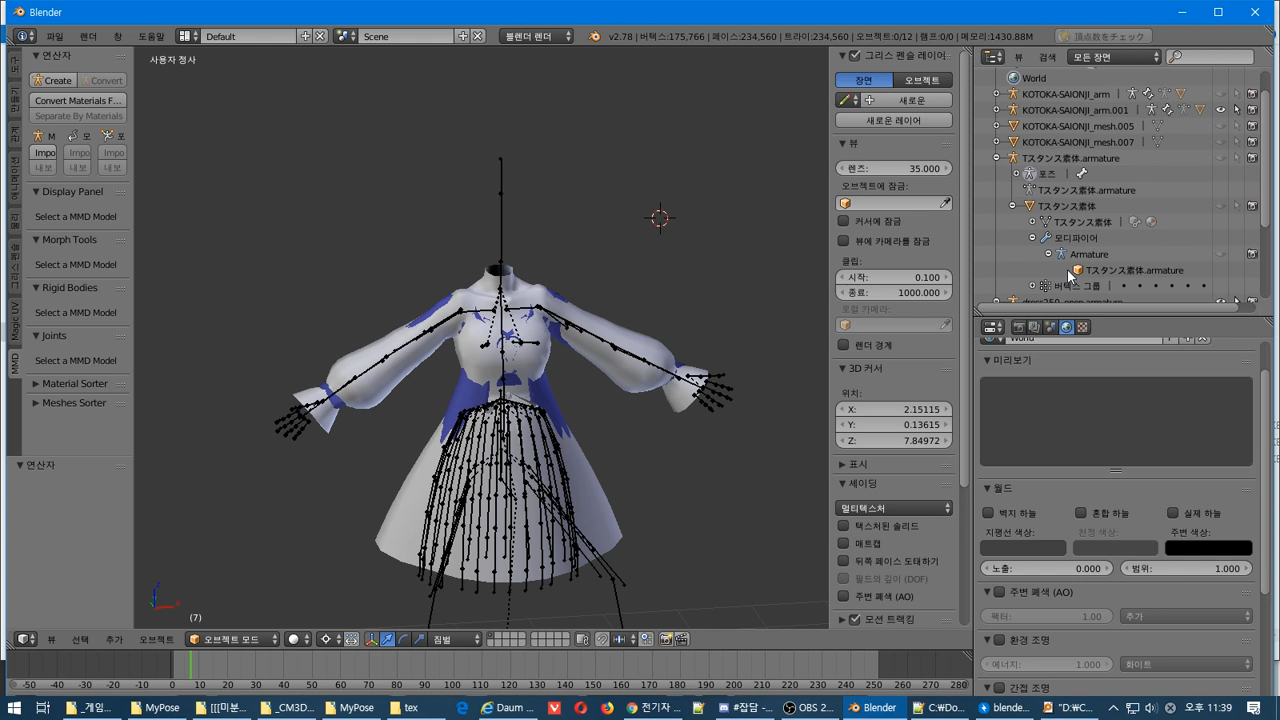 Blender
파일 렌더 창 도움말 Default Scene 블렌더 렌더 v2.78 | 버텍스:175,766 | 페이스:234,560 | 트라이:234,560 | 오브젝트:0/12 | 램프:0/0 | 메모리:1430.88M 頂点数をチェック
연산자
Create Convert
Convert Materials F...
Separate By Materials
M 모 포
Impo Impo Impo
내보 내보 내보
Display Panel
Select a MMD Model
Morph Tools
Select a MMD Model
Rigid Bodies
Select a MMD Model
Joints
Select a MMD Model
Material Sorter
Meshes Sorter
연산자
Magic UV
MMD
사용자 정사
(7)
그리스 펜슬 레이어
장면 오브젝트
새로운
새로운 레이어
뷰
렌즈: 35.000
오브젝트에 잠금:
커서에 잠금
뷰에 카메라를 잠금
클립:
시작: 0.100
종료: 1000.000
로컬 카메라:
렌더 경계
3D 커서
위치:
X: 2.15115
Y: 0.13615
Z: 7.84972
표시
셰이딩
멀티텍스처
텍스처된 솔리드
매트캡
뒤쪽 페이스 도태하기
필드의 깊이 (DOF)
주변 폐색 (AO)
모션 트랙킹
뷰 검색 모든 장면
World
KOTOKA-SAIONJI_arm
KOTOKA-SAIONJI_arm.001
KOTOKA-SAIONJI_mesh.005
KOTOKA-SAIONJI_mesh.007
Tスタンス素体.armature
포즈
Tスタンス素体.armature
Tスタンス素体
Tスタンス素体
모디파이어
Armature
Tスタンス素体.armature
버텍스 그룹
World
미리보기
월드
벽지 하늘 혼합 하늘 실제 하늘
지평선 색상: 천정 색상: 주변 색상:
노출: 0.000 범위: 1.000
주변 폐색 (AO)
팩터: 1.00 추가
환경 조명
에너지: 1.000 화이트
간접 조명
뷰 선택 추가 오브젝트 오브젝트 모드 짐벌
-50 -40 -30 -20 -10 0 10 20 30 40 50 60 70 80 90 100 110 120 130 140 150 160 170 180 190 200 210 220 230 240 250 260 270 280
_게임... MyPose [[[미분... _CM3D... MyPose tex Daum ... 전기자 ... #잡담 -... OBS 2... Blender C:₩Do... blende... "D:₩C... 오후 11:39